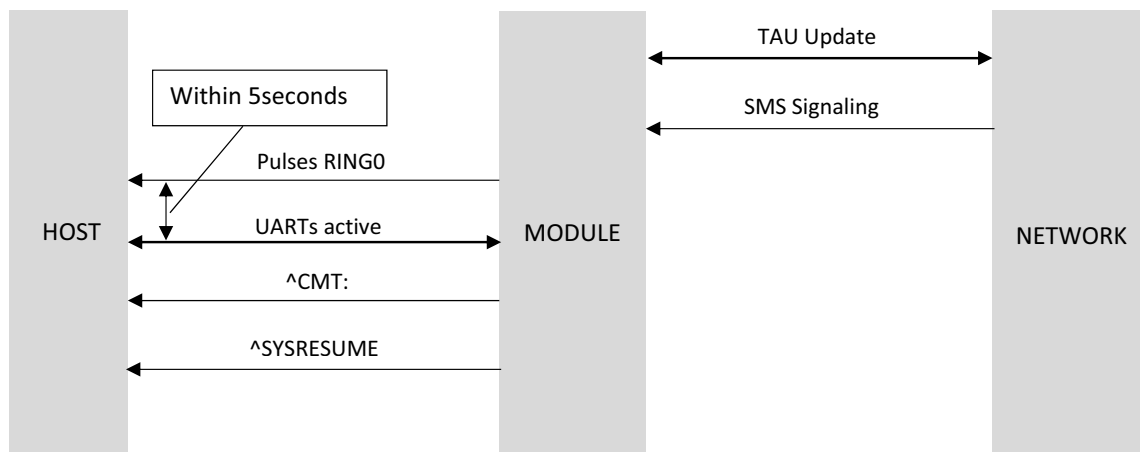 TAU Update
Within 5seconds
SMS Signaling
Pulses RING0
HOST
UARTs active
MODULE
NETWORK
^CMT:
^SYSRESUME